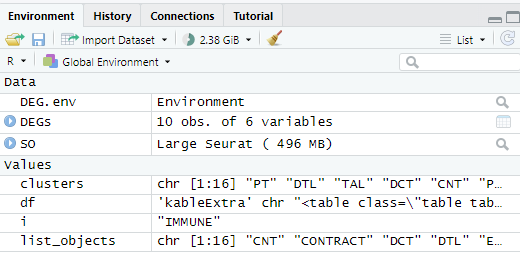 Environment History Connections Tutorial
Import Dataset 2.38 GiB List
R Global Environment
Data
DEG.env Environment
DEGs 10 obs. of 6 variables
SO Large Seurat ( 496 MB)
Values
clusters chr [1:16] "PT" "DTL" "TAL" "DCT" "CNT" "P…
df 'kableExtra' chr "<table class=\"table tab…
i "IMMUNE"
list_objects chr [1:16] "CNT" "CONTRACT" "DCT" "DTL" "E…